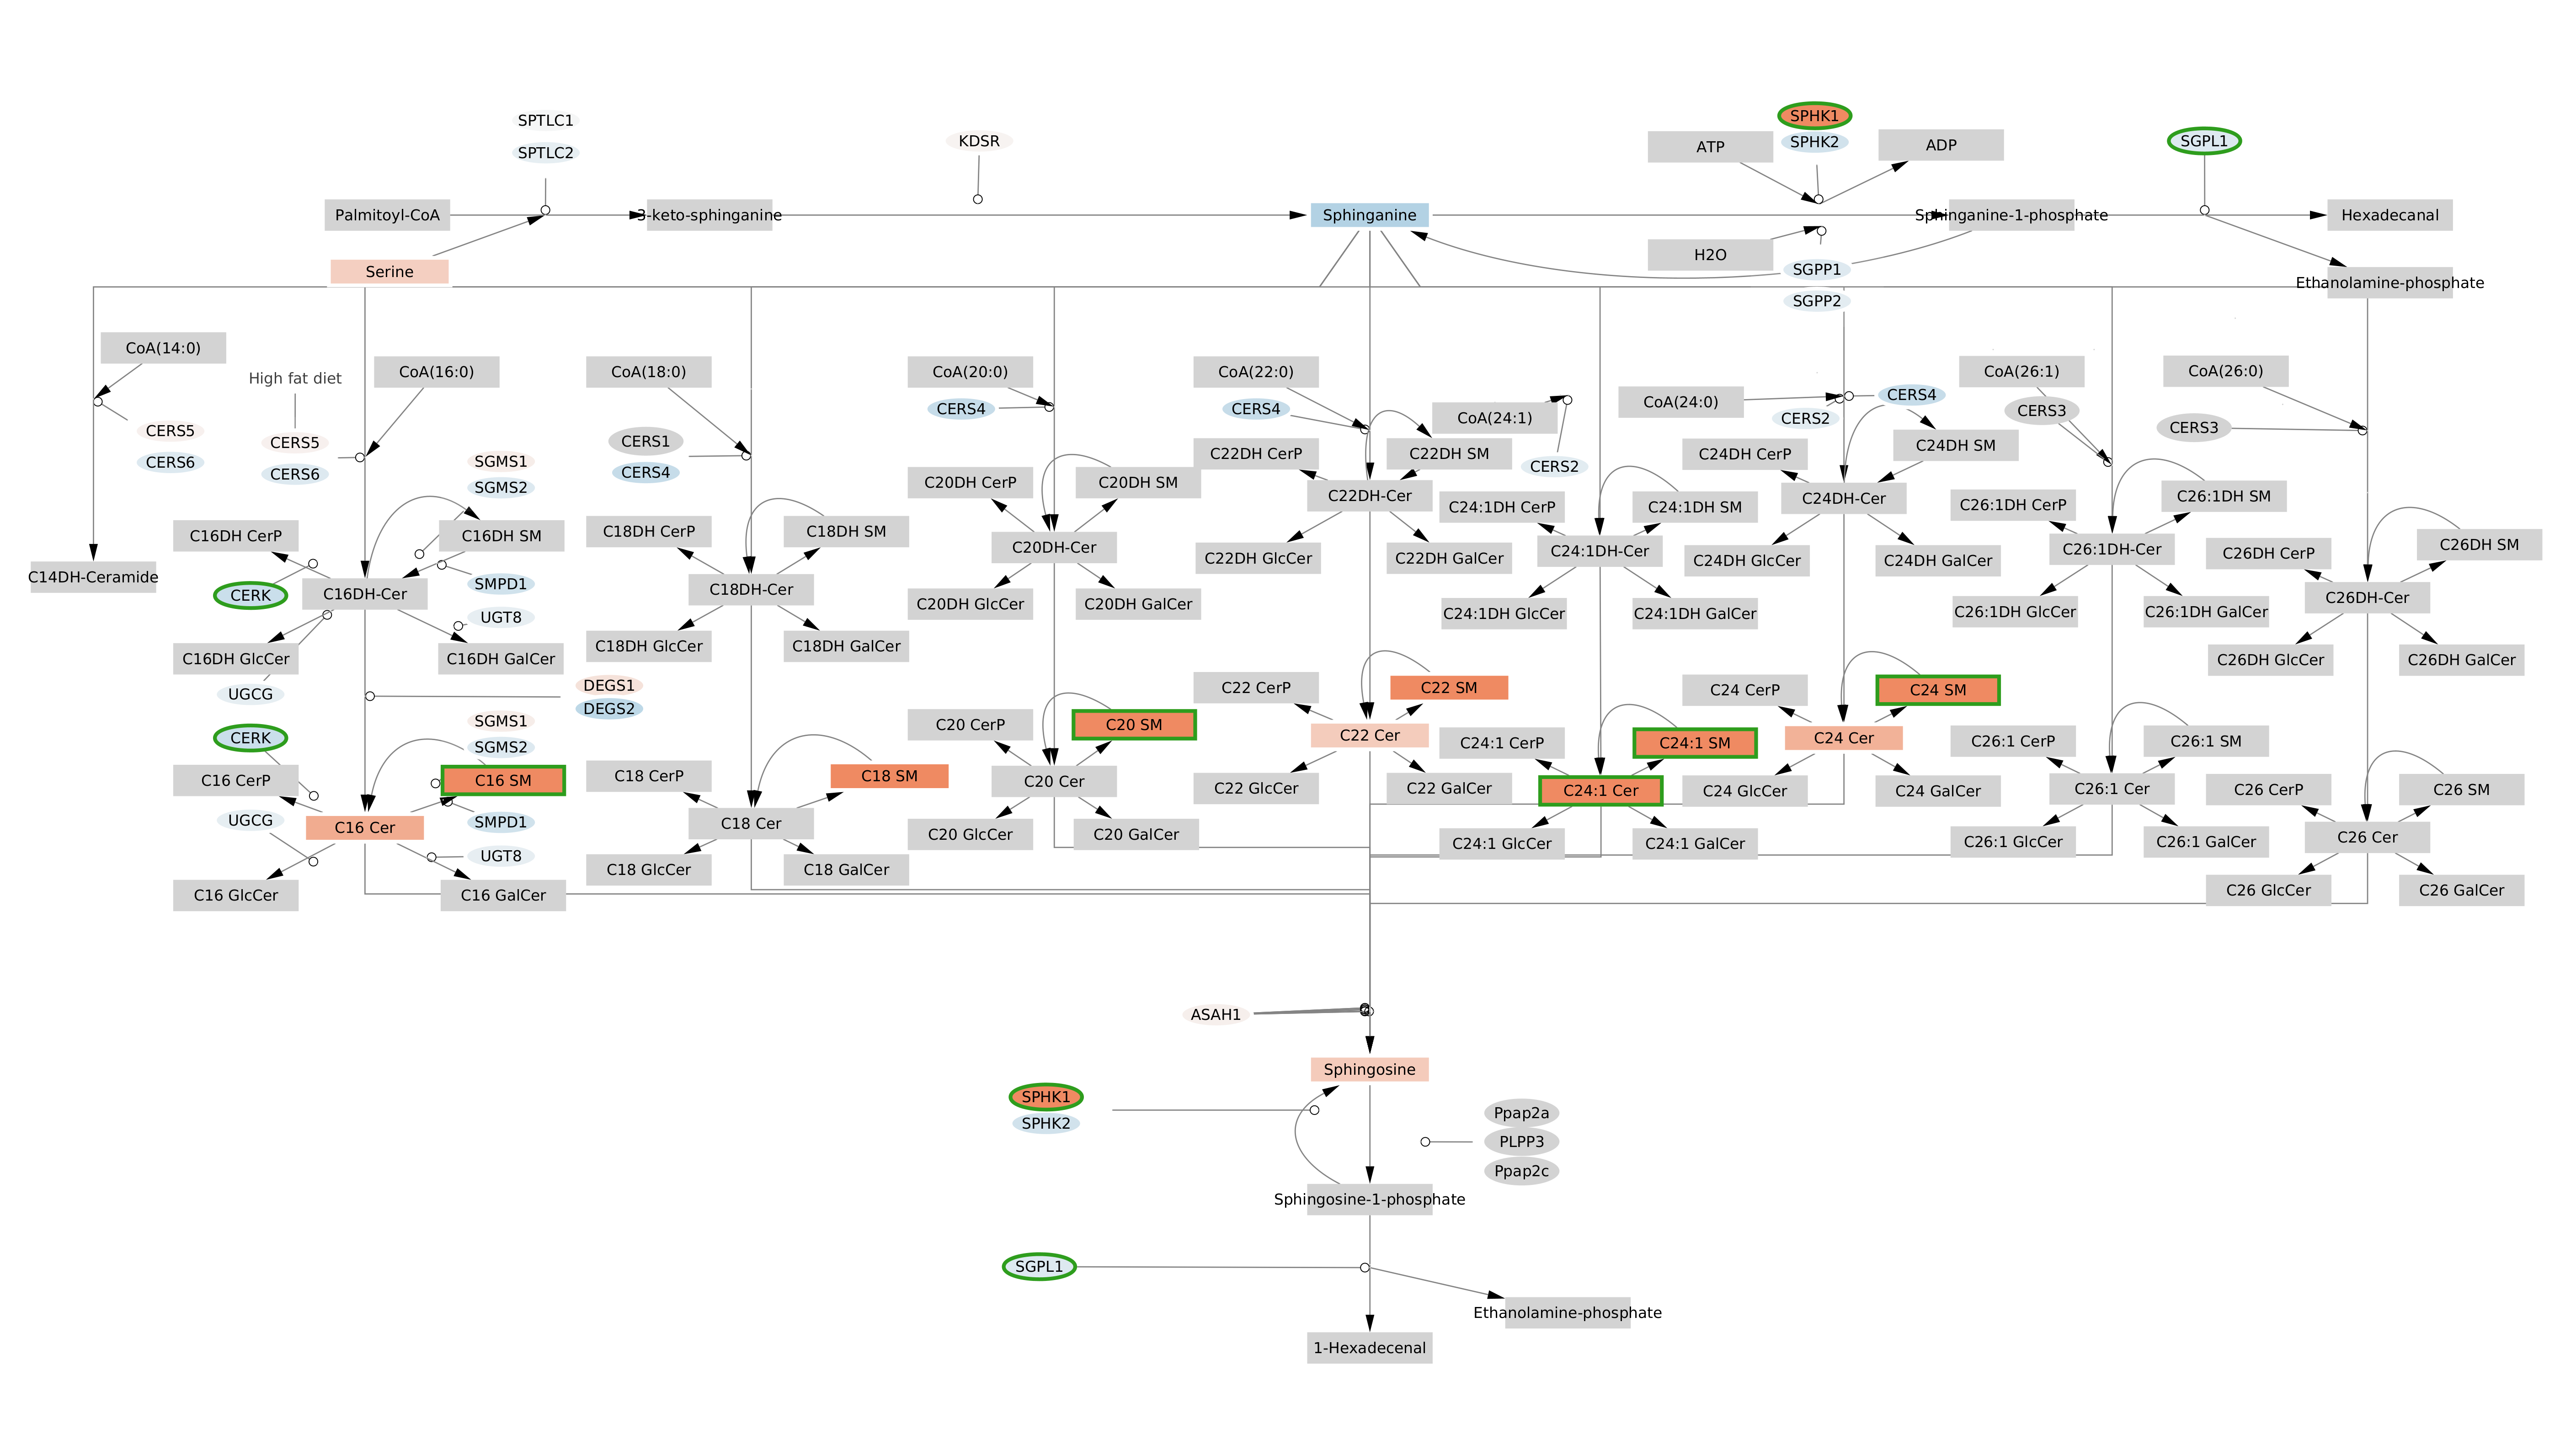 SPTLC1
SPTLC2
KDSR
SPHK1
SPHK2
ATP
ADP
SGPL1
Palmitoyl-CoA
3-keto-sphinganine
Sphinganine
Sphinganine-1-phosphate
Hexadecanal
Serine
H2O
SGPP1
SGPP2
Ethanolamine-phosphate
CoA(14:0)
High fat diet
CoA(16:0)
CoA(18:0)
CoA(20:0)
CoA(22:0)
CoA(24:1)
CoA(24:0)
CoA(26:1)
CoA(26:0)
CERS5
CERS6
CERS5
CERS6
CERS1
CERS4
CERS4
CERS4
CERS2
CERS2
CERS4
CERS3
CERS3
SGMS1
SGMS2
C16DH CerP
C16DH SM
C14DH-Ceramide
CERK
C16DH-Cer
SMPD1
UGT8
C16DH GlcCer
C16DH GalCer
UGCG
C18DH CerP
C18DH SM
C18DH-Cer
C18DH GlcCer
C18DH GalCer
C20DH CerP
C20DH SM
C20DH-Cer
C20DH GlcCer
C20DH GalCer
C22DH CerP
C22DH SM
C22DH-Cer
C22DH GlcCer
C22DH GalCer
C24:1DH CerP
C24:1DH SM
C24:1DH-Cer
C24:1DH GlcCer
C24:1DH GalCer
C24DH CerP
C24DH SM
C24DH-Cer
C24DH GlcCer
C24DH GalCer
C26:1DH CerP
C26:1DH SM
C26:1DH-Cer
C26:1DH GlcCer
C26:1DH GalCer
C26DH CerP
C26DH SM
C26DH-Cer
C26DH GlcCer
C26DH GalCer
DEGS1
DEGS2
SGMS1
SGMS2
CERK
C16 CerP
C16 SM
UGCG
C16 Cer
SMPD1
UGT8
C16 GlcCer
C16 GalCer
C18 CerP
C18 SM
C18 Cer
C18 GlcCer
C18 GalCer
C20 CerP
C20 SM
C20 Cer
C20 GlcCer
C20 GalCer
C22 CerP
C22 SM
C22 Cer
C22 GlcCer
C22 GalCer
C24:1 CerP
C24:1 SM
C24:1 Cer
C24:1 GlcCer
C24:1 GalCer
C24 CerP
C24 SM
C24 Cer
C24 GlcCer
C24 GalCer
C26:1 CerP
C26:1 SM
C26:1 Cer
C26:1 GlcCer
C26:1 GalCer
C26 CerP
C26 SM
C26 Cer
C26 GlcCer
C26 GalCer
ASAH1
Sphingosine
SPHK1
SPHK2
Ppap2a
PLPP3
Ppap2c
Sphingosine-1-phosphate
SGPL1
Ethanolamine-phosphate
1-Hexadecenal